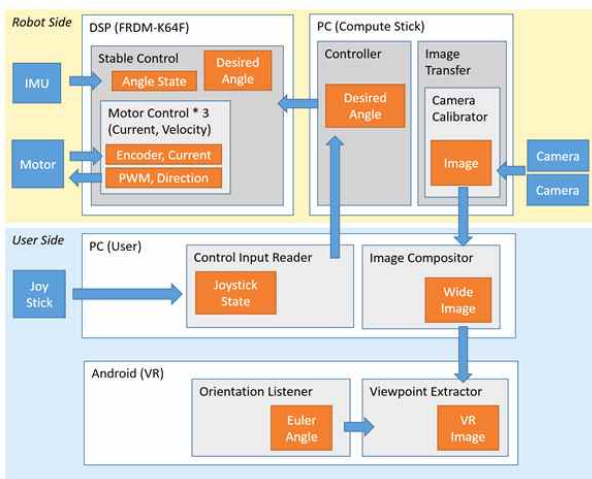 Robot Side
DSP (FRDM-K64F)
PC (Compute Stick)
Stable Control
Desired
Angle
Controller
Image
Transfer
IMU
Angle State
Desired
Angle
Camera
Calibrator
Motor Control * 3
(Current, Velocity)
Motor
Encoder, Current
PWM, Direction
Image
Camera
Camera
User Side
PC (User)
Control Input Reader
Image Compositor
Joy
Stick
Joystick
State
Wide
Image
Android (VR)
Orientation Listener
Viewpoint Extractor
Euler
Angle
VR
Image